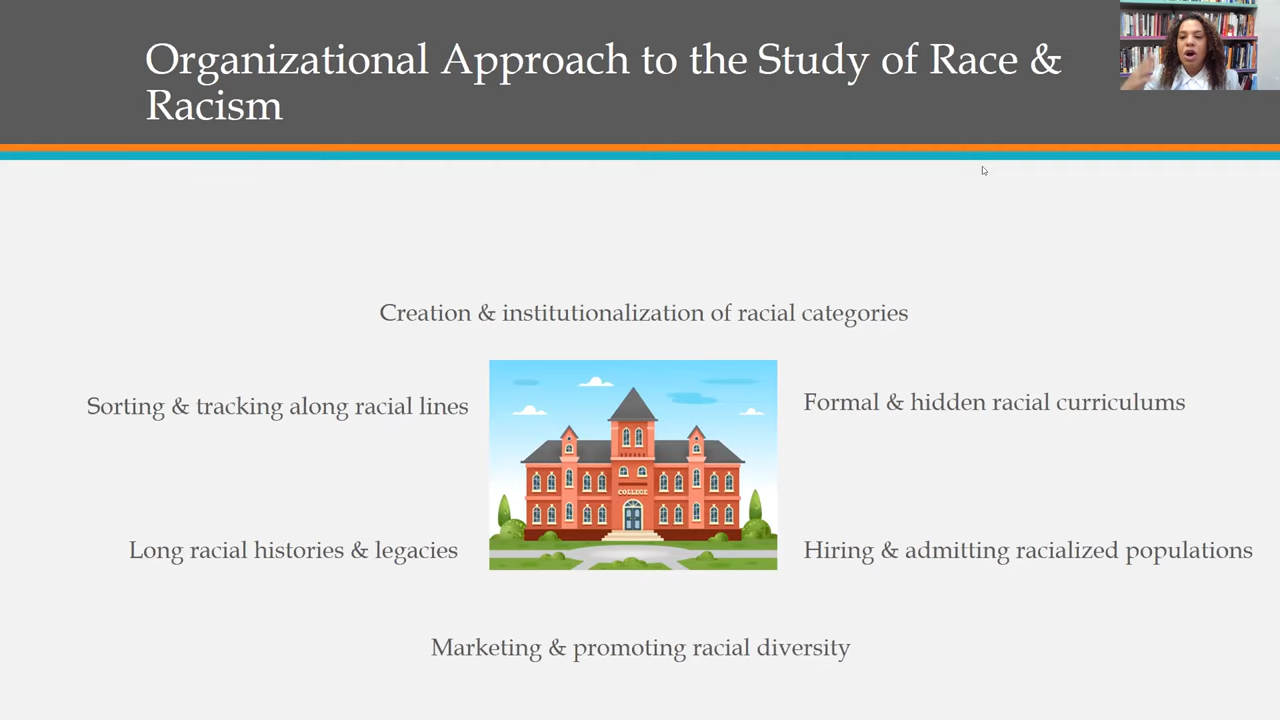 Organizational Approach to the Study of Race &
Racism
Creation & institutionalization of racial categories
Sorting & tracking along racial lines
Formal & hidden racial curriculums
COLLEGE
Long racial histories & legacies
Hiring & admitting racialized populations
Marketing & promoting racial diversity